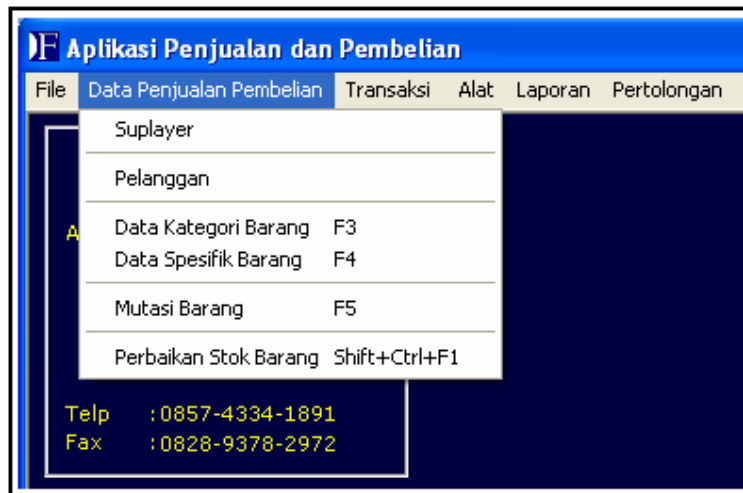 Aplikasi Penjualan dan Pembelian
File Data Penjualan Pembelian Transaksi Alat Laporan Pertolongan
Suplayer
Pelanggan
Data Kategori Barang F3
Data Spesifik Barang F4
Mutasi Barang F5
Perbaikan Stok Barang Shift+Ctrl+F1
Telp :0857-4334-1891
Fax :0828-9378-2972